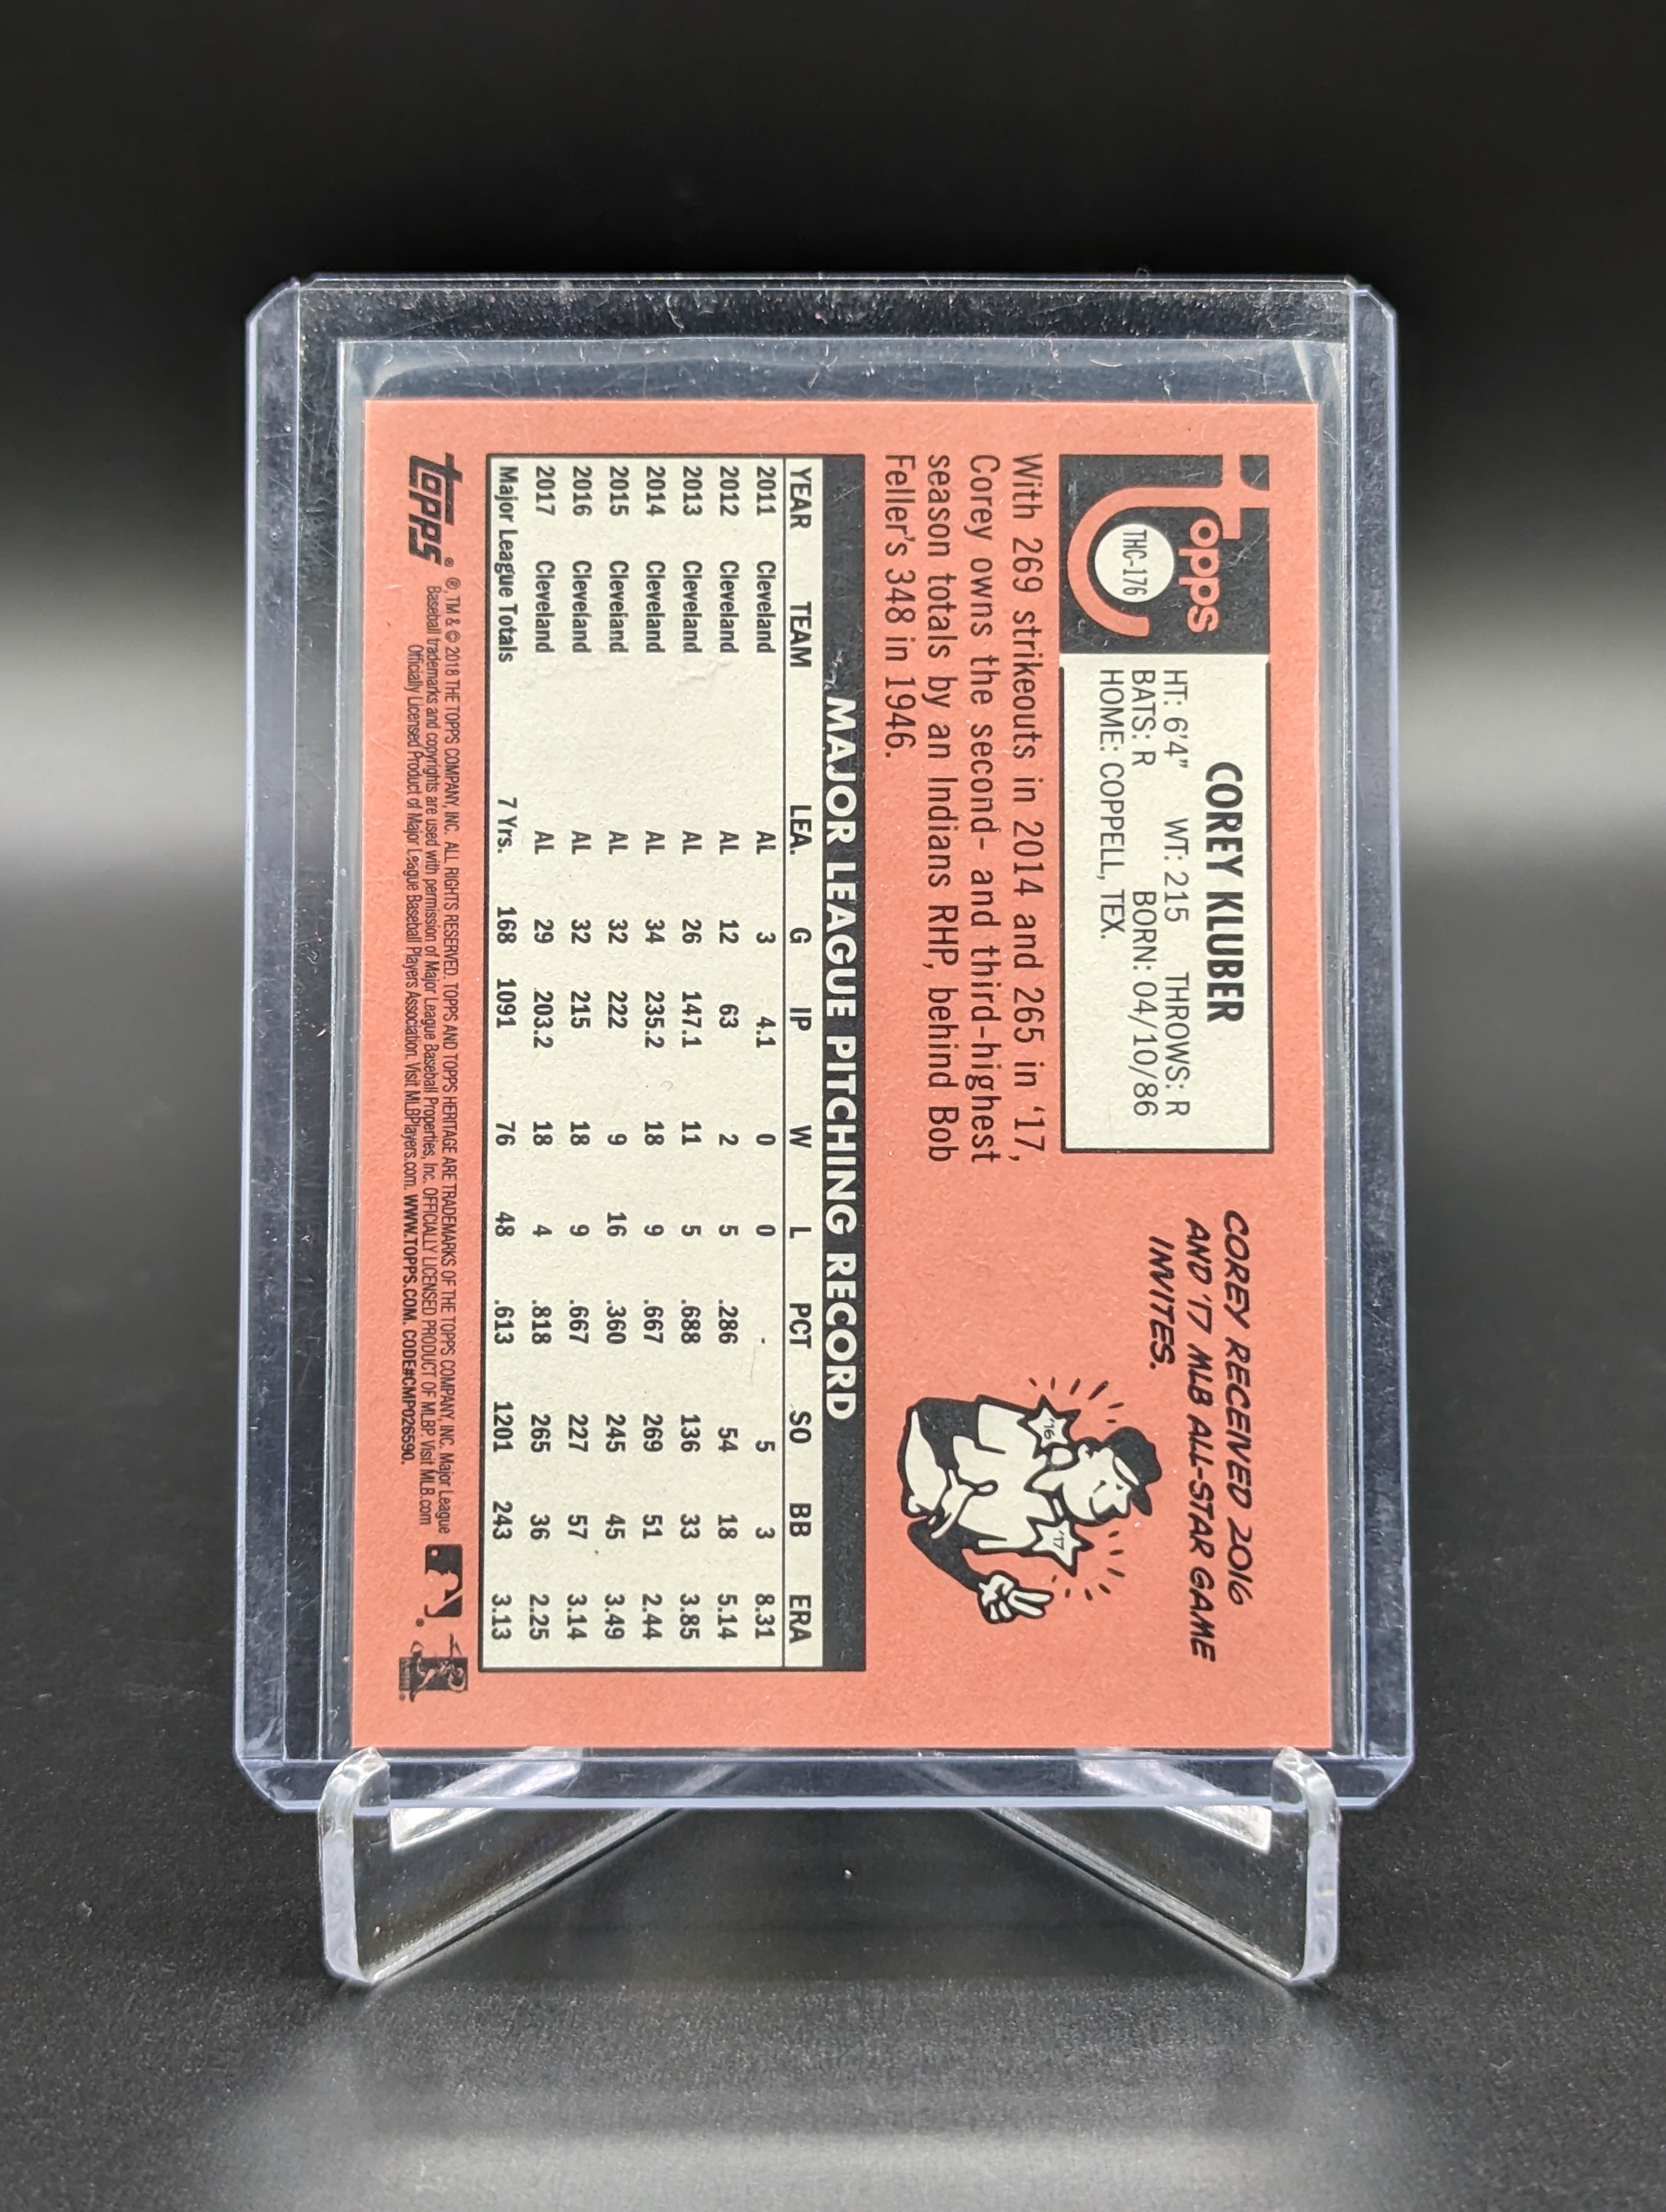 topps
THC-176
COREY KLUBER
HT: 6'4" WT: 215 THROWS: R
BATS: R BORN: 04/10/86
HOME: COPPELL, TEX.
COREY RECEIVED 2016
AND '17 MLB ALL-STAR GAME
INVITES.
'16
'17
With 269 strikeouts in 2014 and 265 in '17,
Corey owns the second- and third-highest
season totals by an Indians RHP, behind Bob
Feller's 348 in 1946.
MAJOR LEAGUE PITCHING RECORD
YEAR TEAM LEA. G IP W L PCT SO BB ERA
2011 Cleveland AL 3 4.1 0 0 - 5 3 8.31
2012 Cleveland AL 12 63 2 5 .286 54 18 5.14
2013 Cleveland AL 26 147.1 11 5 .688 136 33 3.85
2014 Cleveland AL 34 235.2 18 9 .667 269 51 2.44
2015 Cleveland AL 32 222 9 16 .360 245 45 3.49
2016 Cleveland AL 32 215 18 9 .667 227 57 3.14
2017 Cleveland AL 29 203.2 18 4 .818 265 36 2.25
Major League Totals 7 Yrs. 168 1091 76 48 .613 1201 243 3.13
topps®
®, TM & © 2018 THE TOPPS COMPANY, INC. ALL RIGHTS RESERVED. TOPPS AND TOPPS HERITAGE ARE TRADEMARKS OF THE TOPPS COMPANY, INC. Major League
Baseball trademarks and copyrights are used with permission of Major League Baseball Properties, Inc. OFFICIALLY LICENSED PRODUCT OF MLBP. Visit MLB.com
Officially Licensed Product of Major League Baseball Players Association. Visit MLBPlayers.com. WWW.TOPPS.COM. CODE#CMP026590.